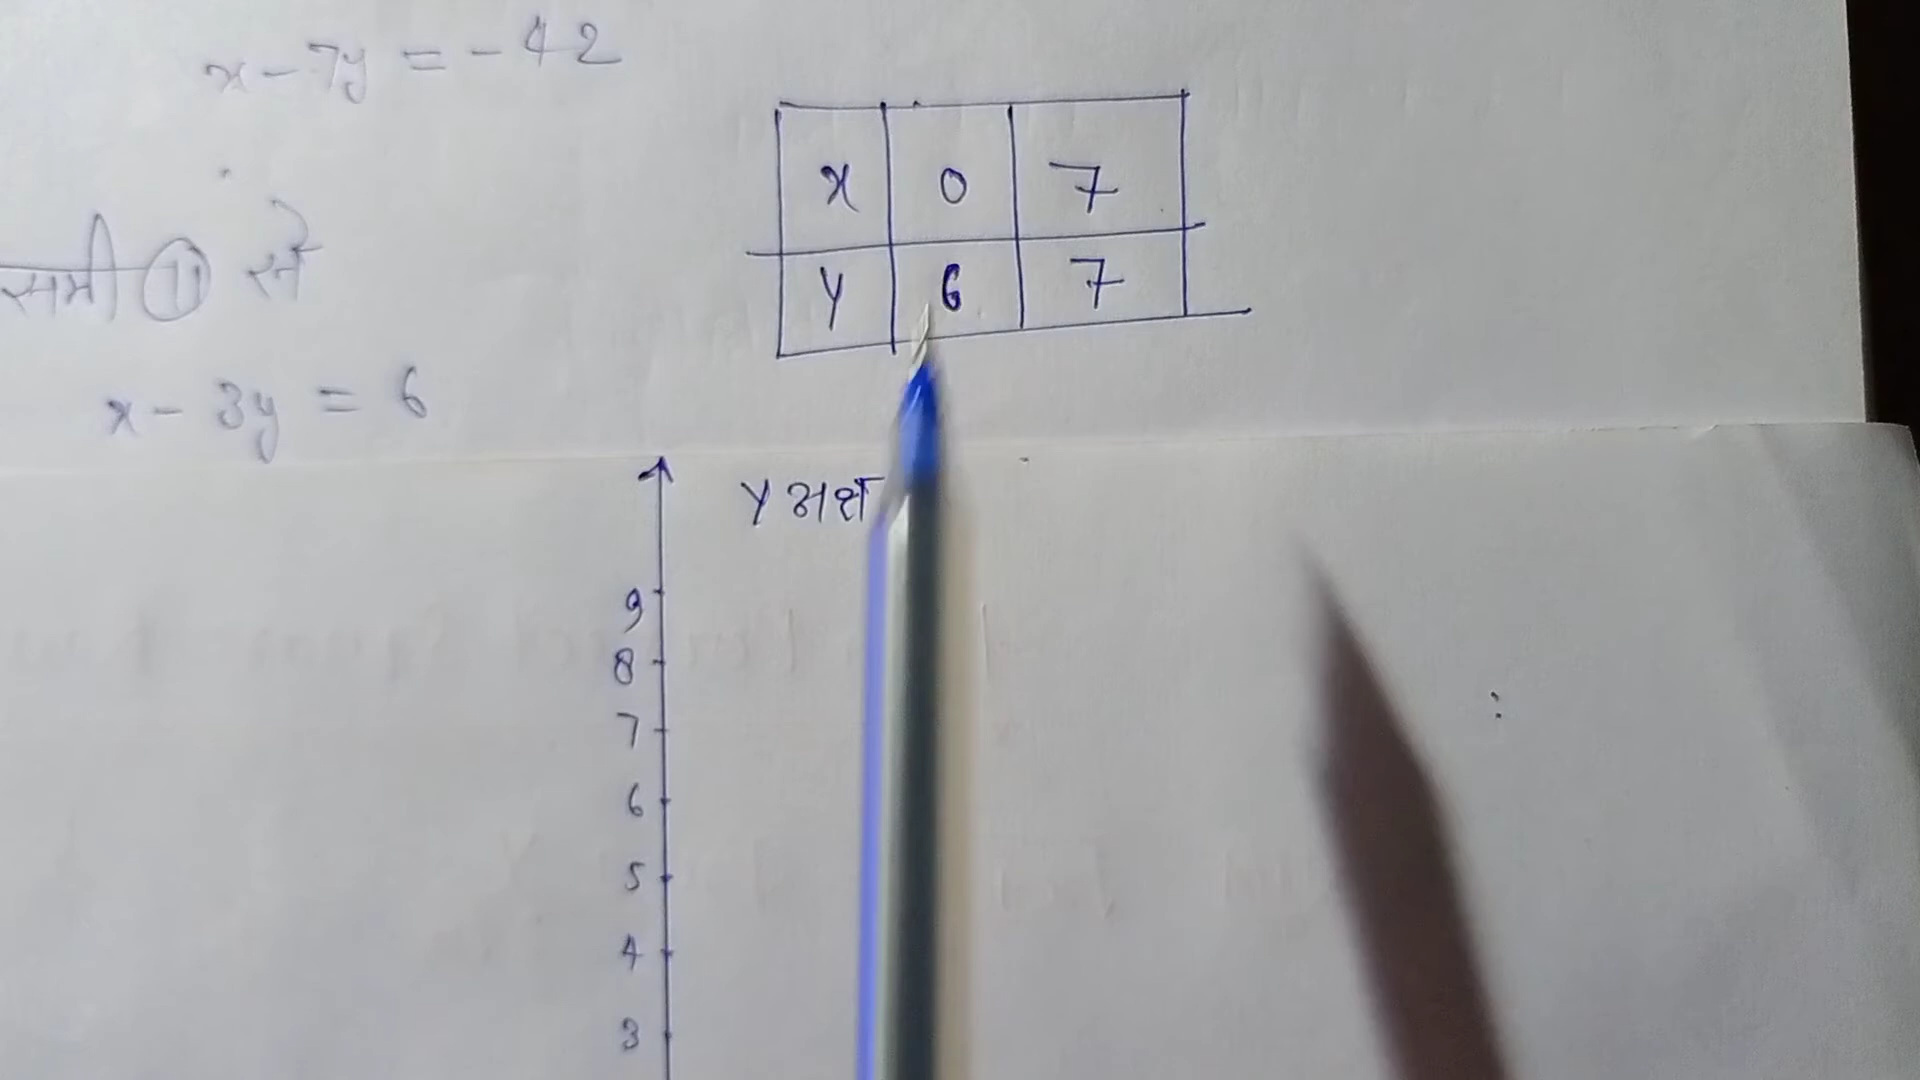 x - 7y = - 42
x 0 7
y 6 7
समी (11) से
x - 3y = 6
Y अक्ष
9
8
7
6
5
4
3